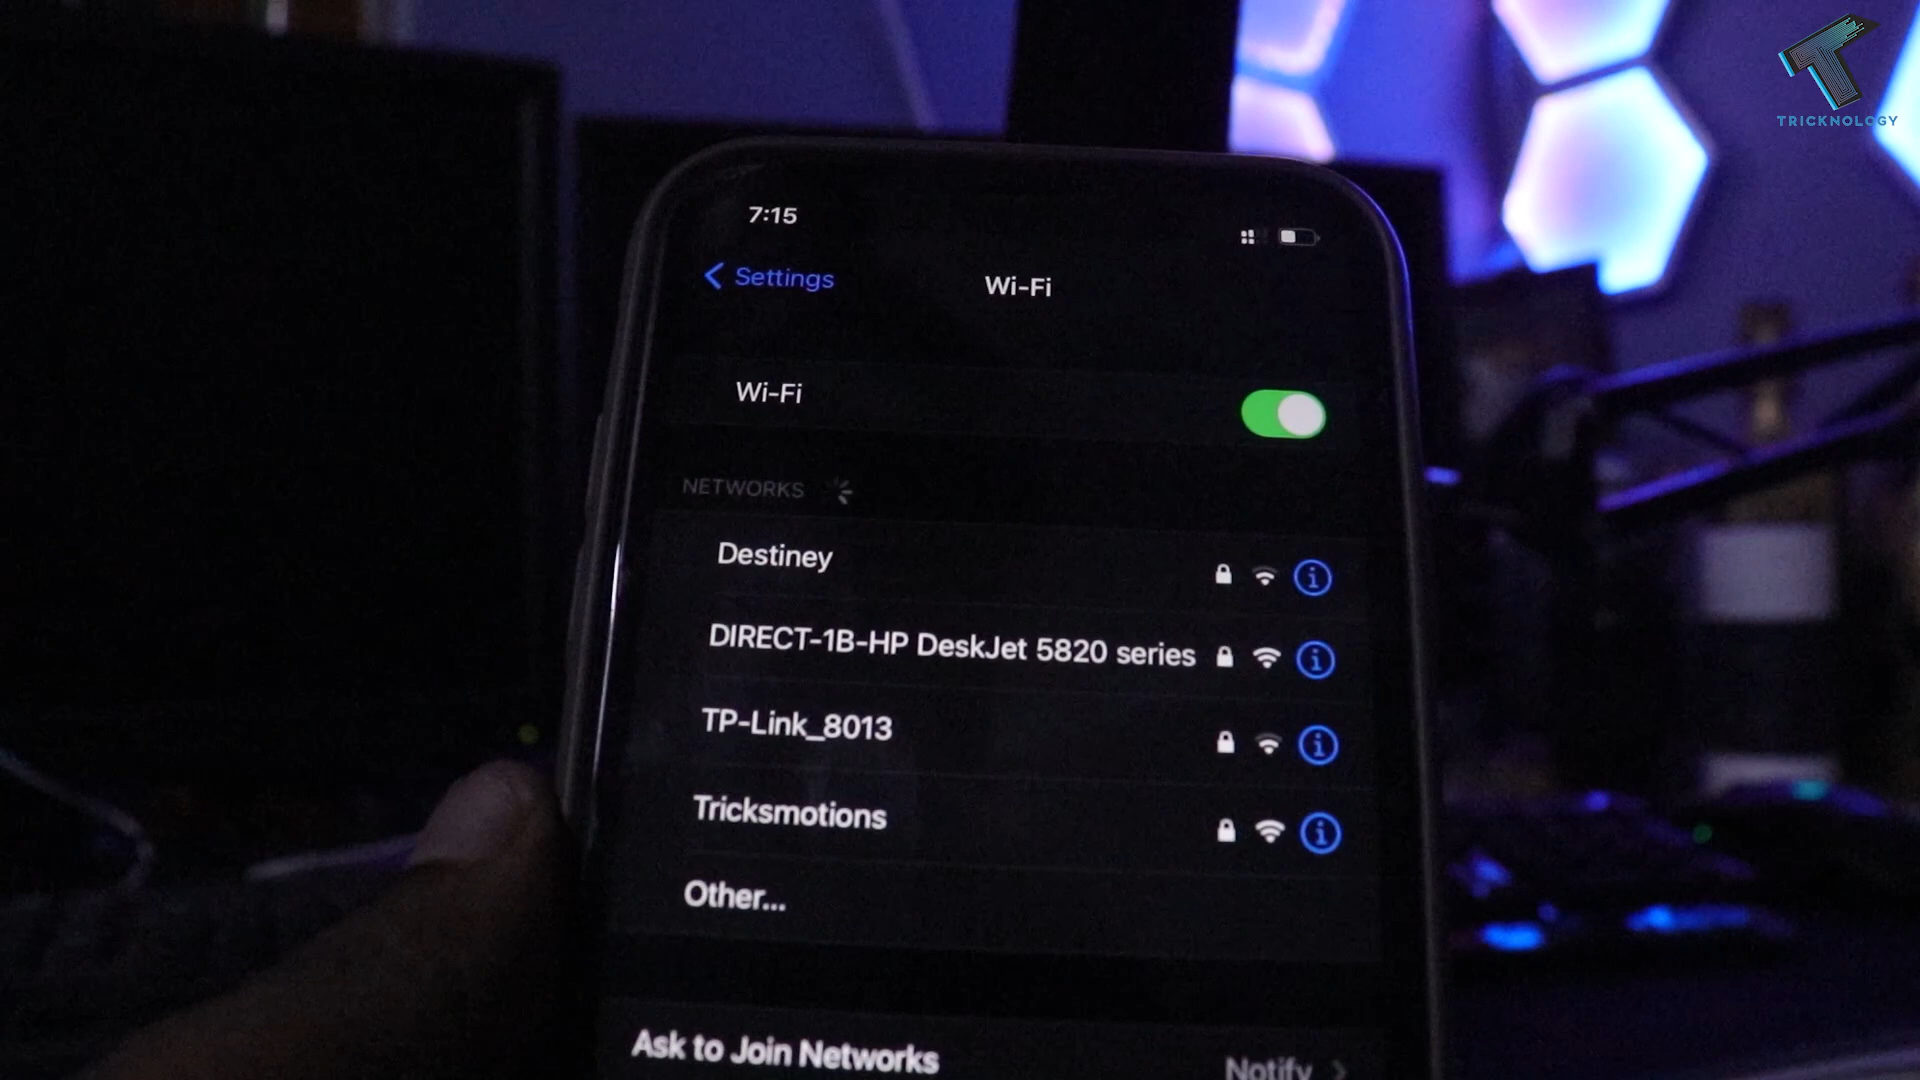 TRICKNOLOGY
7:15
Settings
Wi-Fi
Wi-Fi
NETWORKS
Destiney
DIRECT-1B-HP DeskJet 5820 series
TP-Link_8013
Tricksmotions
Other...
Ask to Join Networks
Notify